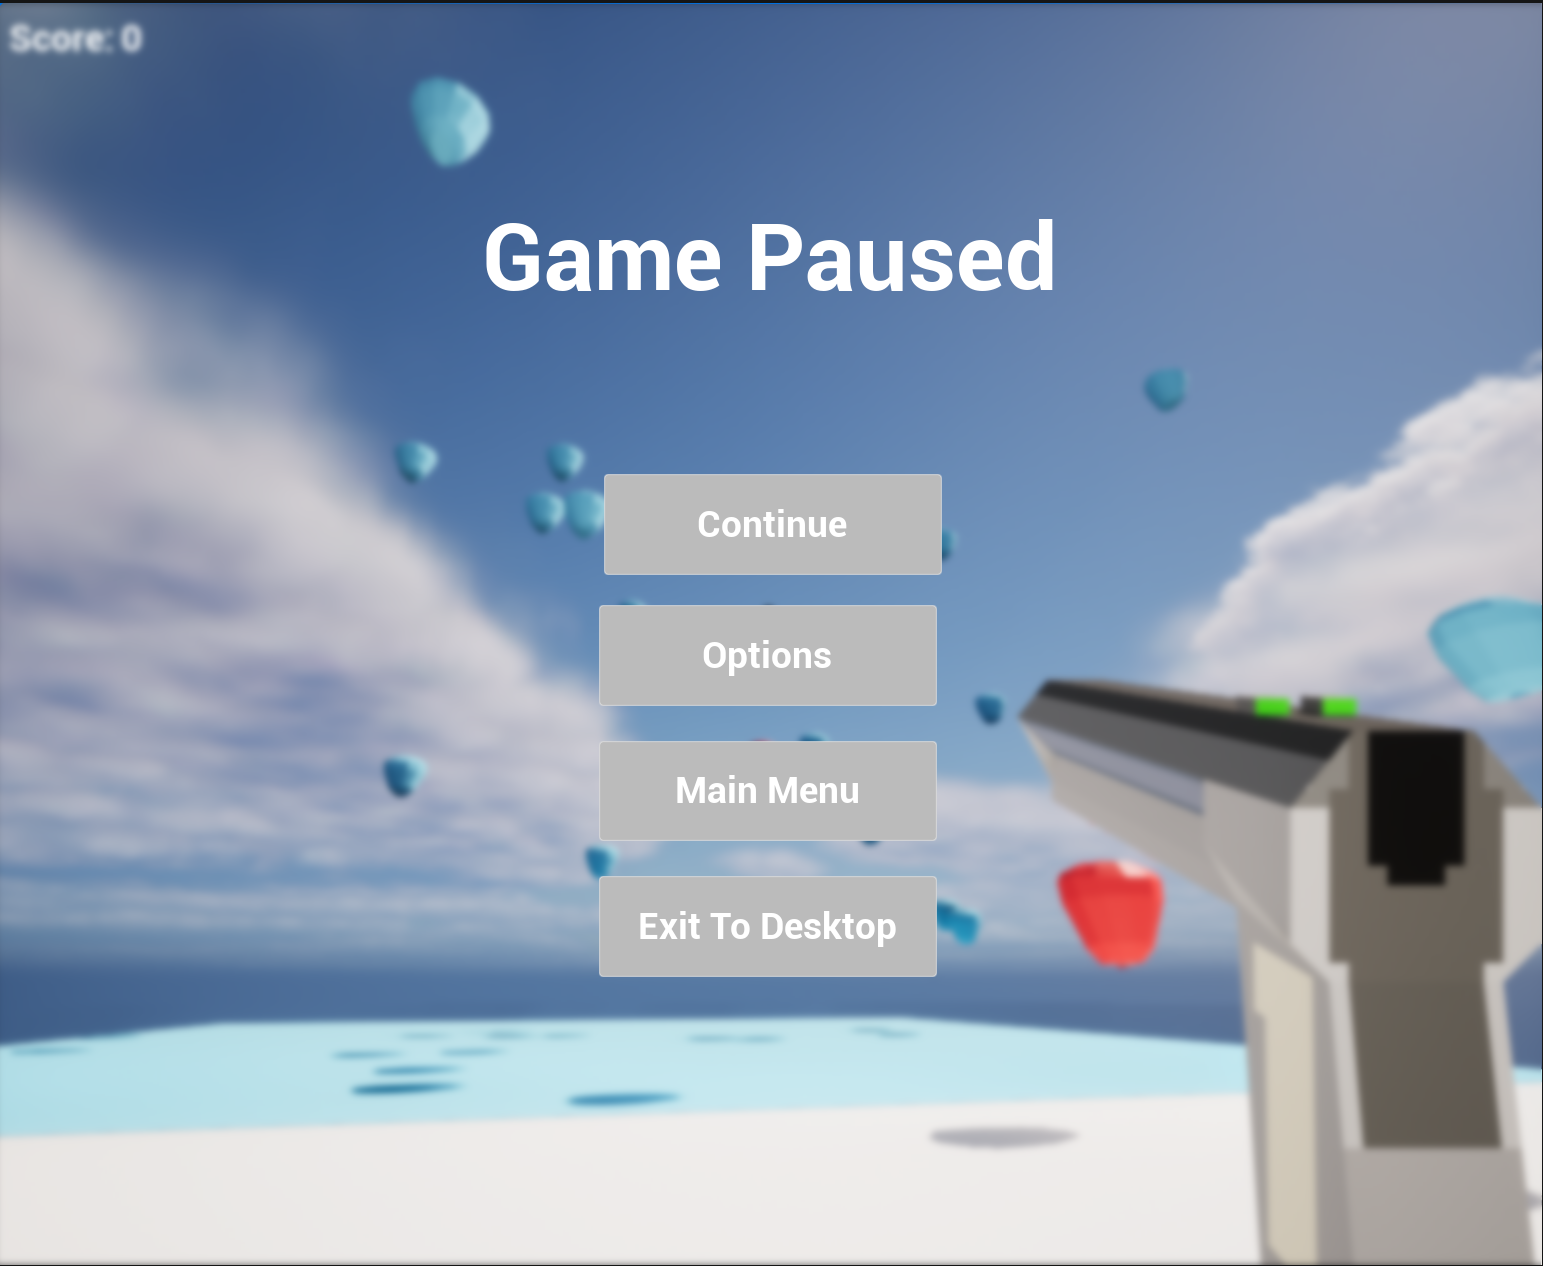 Score: 0
Game Paused
Continue
Options
Main Menu
Exit To Desktop